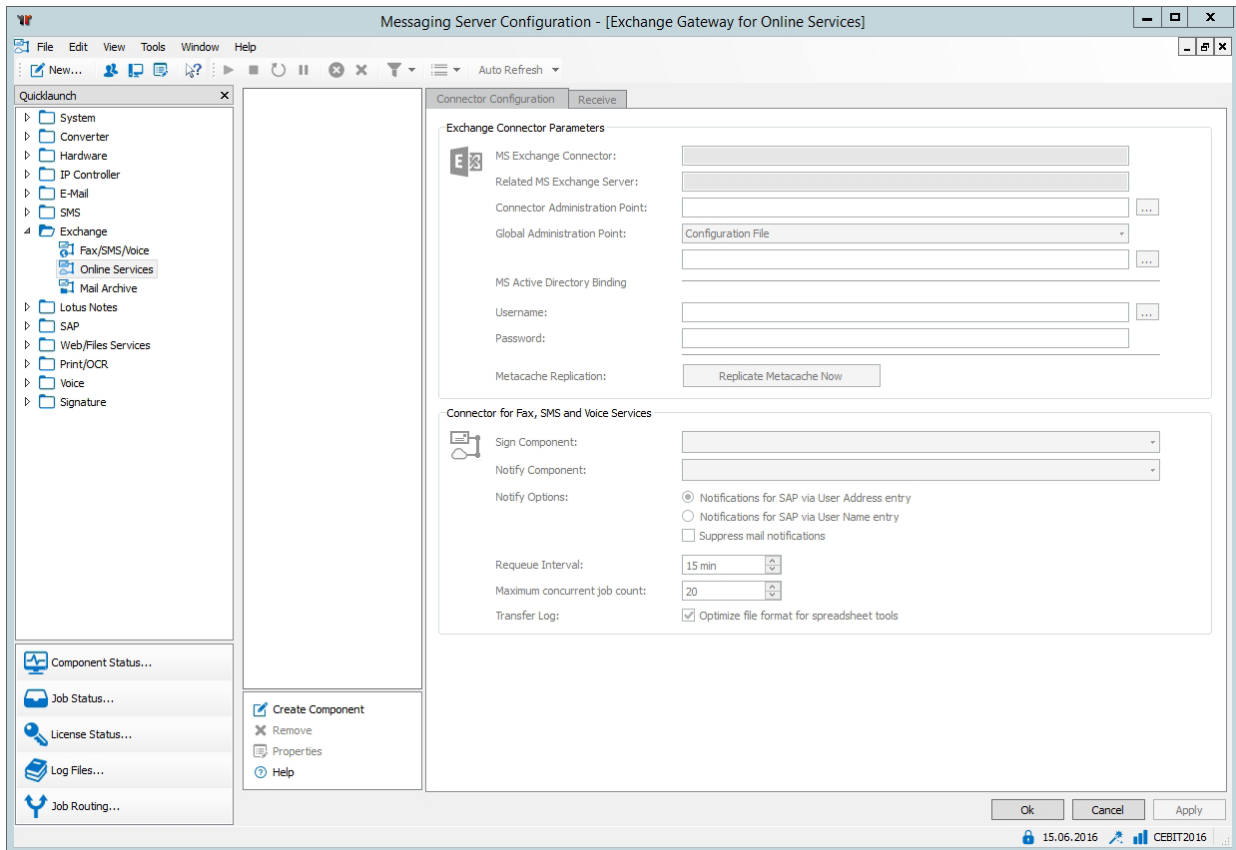 Messaging Server Configuration - [Exchange Gateway for Online Services]
File Edit View Tools Window Help
New... Auto Refresh
Quicklaunch
System
Converter
Hardware
IP Controller
E-Mail
SMS
Exchange
Fax/SMS/Voice
Online Services
Mail Archive
Lotus Notes
SAP
Web/Files Services
Print/OCR
Voice
Signature
Component Status...
Job Status...
License Status...
Log Files...
Job Routing...
Create Component
Remove
Properties
Help
Connector Configuration Receive
Exchange Connector Parameters
MS Exchange Connector:
Related MS Exchange Server:
Connector Administration Point: ...
Global Administration Point: Configuration File
...
MS Active Directory Binding
Username: ...
Password:
Metacache Replication: Replicate Metacache Now
Connector for Fax, SMS and Voice Services
Sign Component:
Notify Component:
Notify Options: Notifications for SAP via User Address entry
Notifications for SAP via User Name entry
Suppress mail notifications
Requeue Interval: 15 min
Maximum concurrent job count: 20
Transfer Log: Optimize file format for spreadsheet tools
Ok Cancel Apply
15.06.2016 CEBIT2016